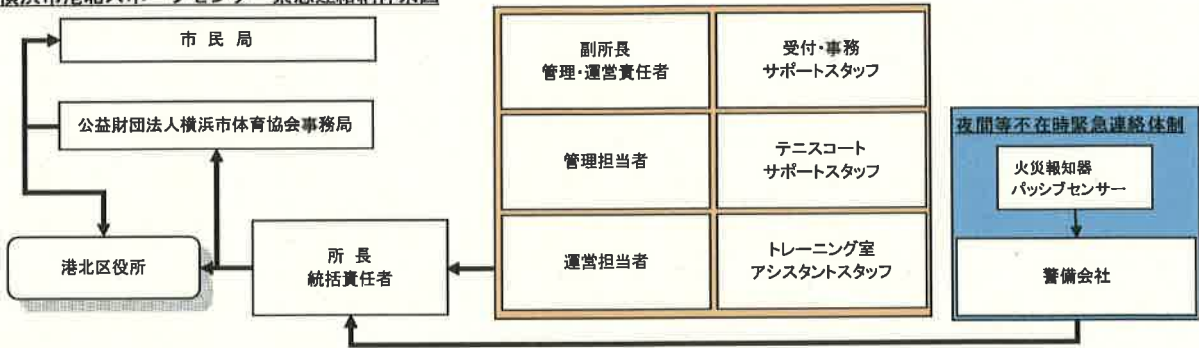 市 民 局
公益財団法人横浜市体育協会事務局
港北区役所
所 長
統括責任者
副所長
管理・運営責任者
受付・事務
サポートスタッフ
管理担当者
テニスコート
サポートスタッフ
運営担当者
トレーニング室
アシスタントスタッフ
夜間等不在時緊急連絡体制
火災報知器
パッシブセンサー
警備会社